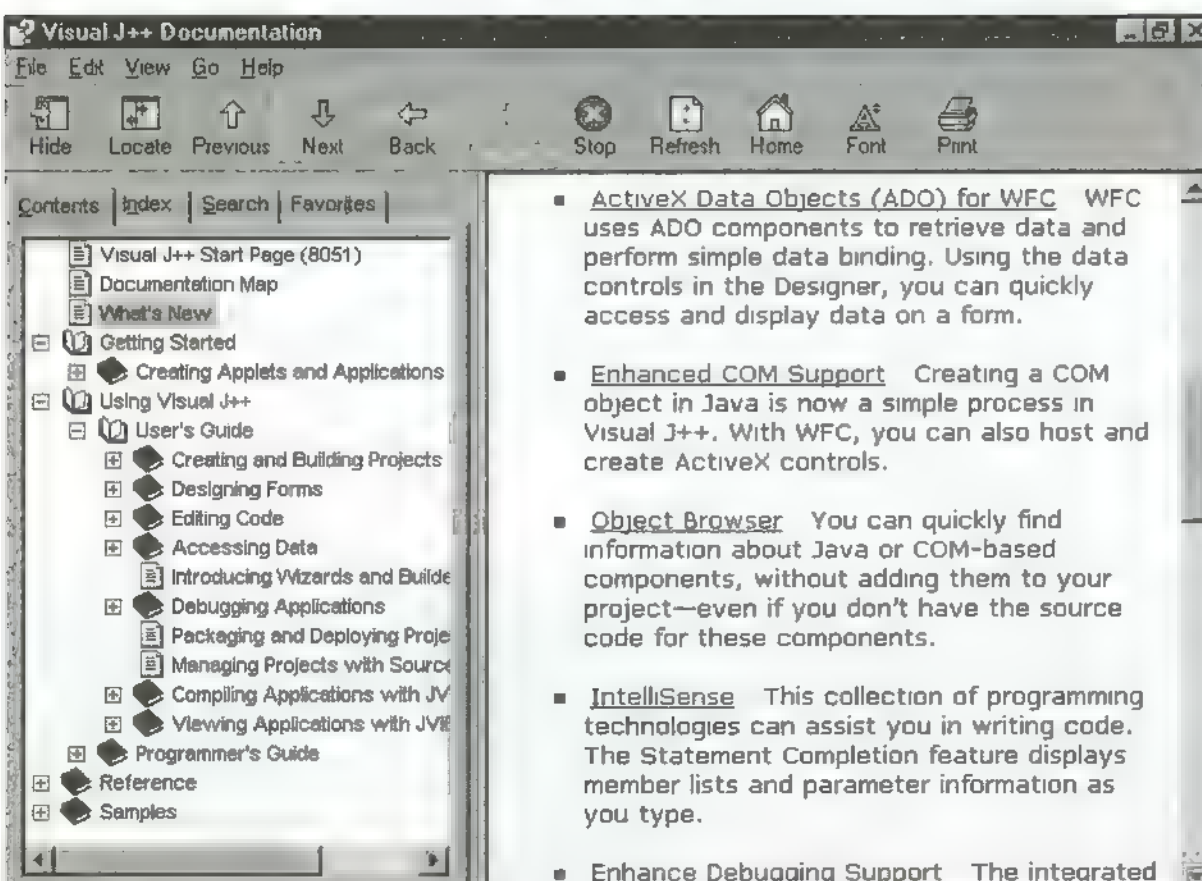 Visual J++ Documentation
File Edit View Go Help
Hide Locate Previous Next Back Stop Refresh Home Font Print
Contents Index Search Favorites
Visual J++ Start Page (8051)
Documentation Map
What's New
Getting Started
Creating Applets and Applications
Using Visual J++
User's Guide
Creating and Building Projects
Designing Forms
Editing Code
Accessing Data
Introducing Wizards and Builde
Debugging Applications
Packaging and Deploying Proje
Managing Projects with Source
Compiling Applications with JV
Viewing Applications with JVIE
Programmer's Guide
Reference
Samples
ActiveX Data Objects (ADO) for WFC WFC
uses ADO components to retrieve data and
perform simple data binding. Using the data
controls in the Designer, you can quickly
access and display data on a form.
Enhanced COM Support Creating a COM
object in Java is now a simple process in
Visual J++. With WFC, you can also host and
create ActiveX controls.
Object Browser You can quickly find
information about Java or COM-based
components, without adding them to your
project—even if you don't have the source
code for these components.
IntelliSense This collection of programming
technologies can assist you in writing code.
The Statement Completion feature displays
member lists and parameter information as
you type.
Enhance Debugging Support The integrated